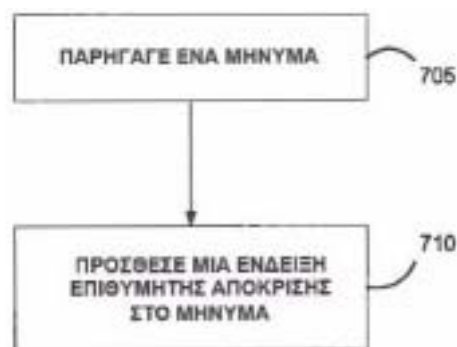 ΠΑΡΗΓΑΓΕ ΕΝΑ ΜΗΝΥΜΑ
705
710
ΠΡΟΣΘΕΣΕ ΜΙΑ ΕΝΔΕΙΞΗ
ΕΠΙΘΥΜΗΤΗΣ ΑΠΟΚΡΙΣΗΣ
ΣΤΟ ΜΗΝΥΜΑ